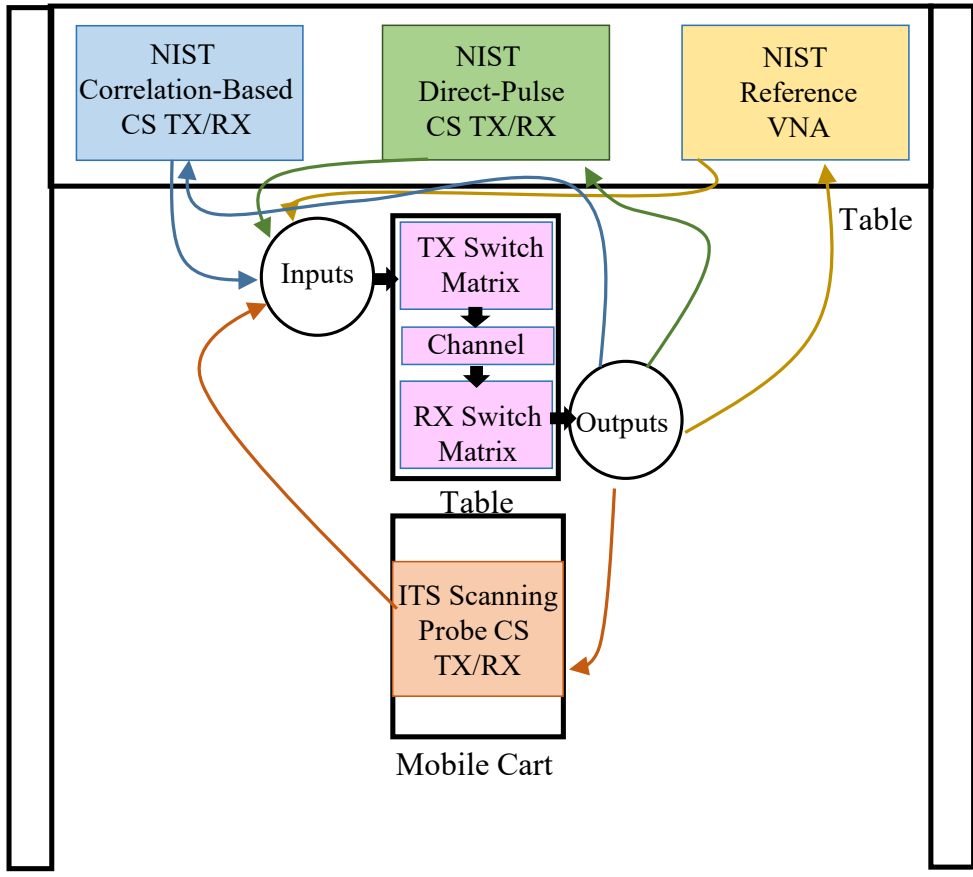 NIST
Correlation-Based
CS TX/RX
NIST
Direct-Pulse
CS TX/RX
NIST
Reference
VNA
Table
Inputs
TX Switch
Matrix
Channel
RX Switch
Matrix
Outputs
Table
ITS Scanning
Probe CS
TX/RX
Mobile Cart